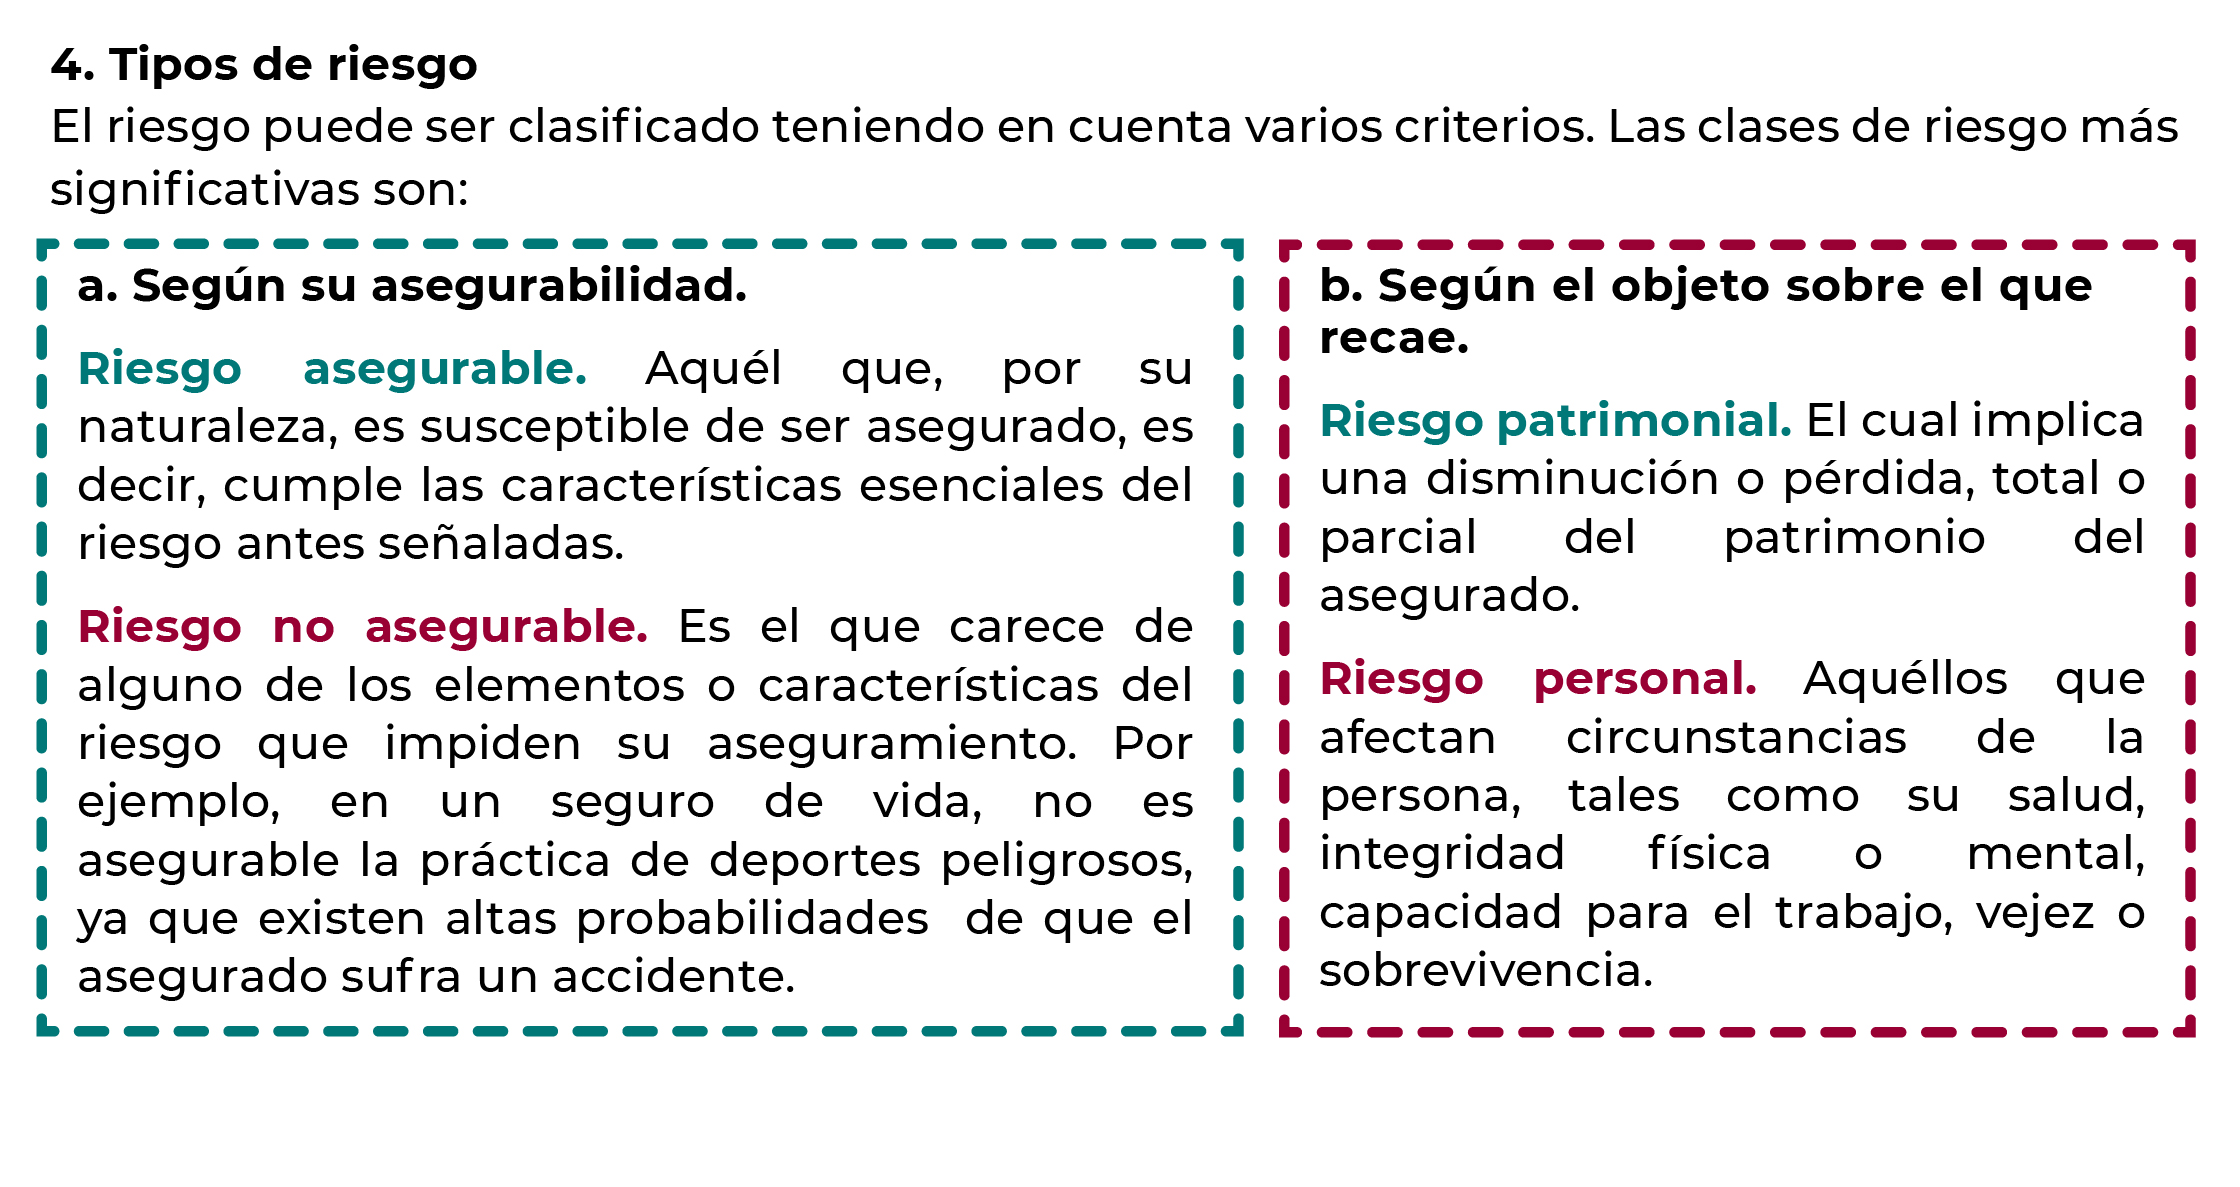 4. Tipos de riesgo
El riesgo puede ser clasificado teniendo en cuenta varios criterios. Las clases de riesgo más
significativas son:
a. Según su asegurabilidad.
Riesgo asegurable. Aquél que, por su
naturaleza, es susceptible de ser asegurado, es
decir, cumple las características esenciales del
riesgo antes señaladas.
Riesgo no asegurable. Es el que carece de
alguno de los elementos o características del
riesgo que impiden su aseguramiento. Por
ejemplo, en un seguro de vida, no es
asegurable la práctica de deportes peligrosos,
ya que existen altas probabilidades de que el
asegurado sufra un accidente.
b. Según el objeto sobre el que
recae.
Riesgo patrimonial. El cual implica
una disminución o pérdida, total o
parcial del patrimonio del
asegurado.
Riesgo personal. Aquéllos que
afectan circunstancias de la
persona, tales como su salud,
integridad física o mental,
capacidad para el trabajo, vejez o
sobrevivencia.